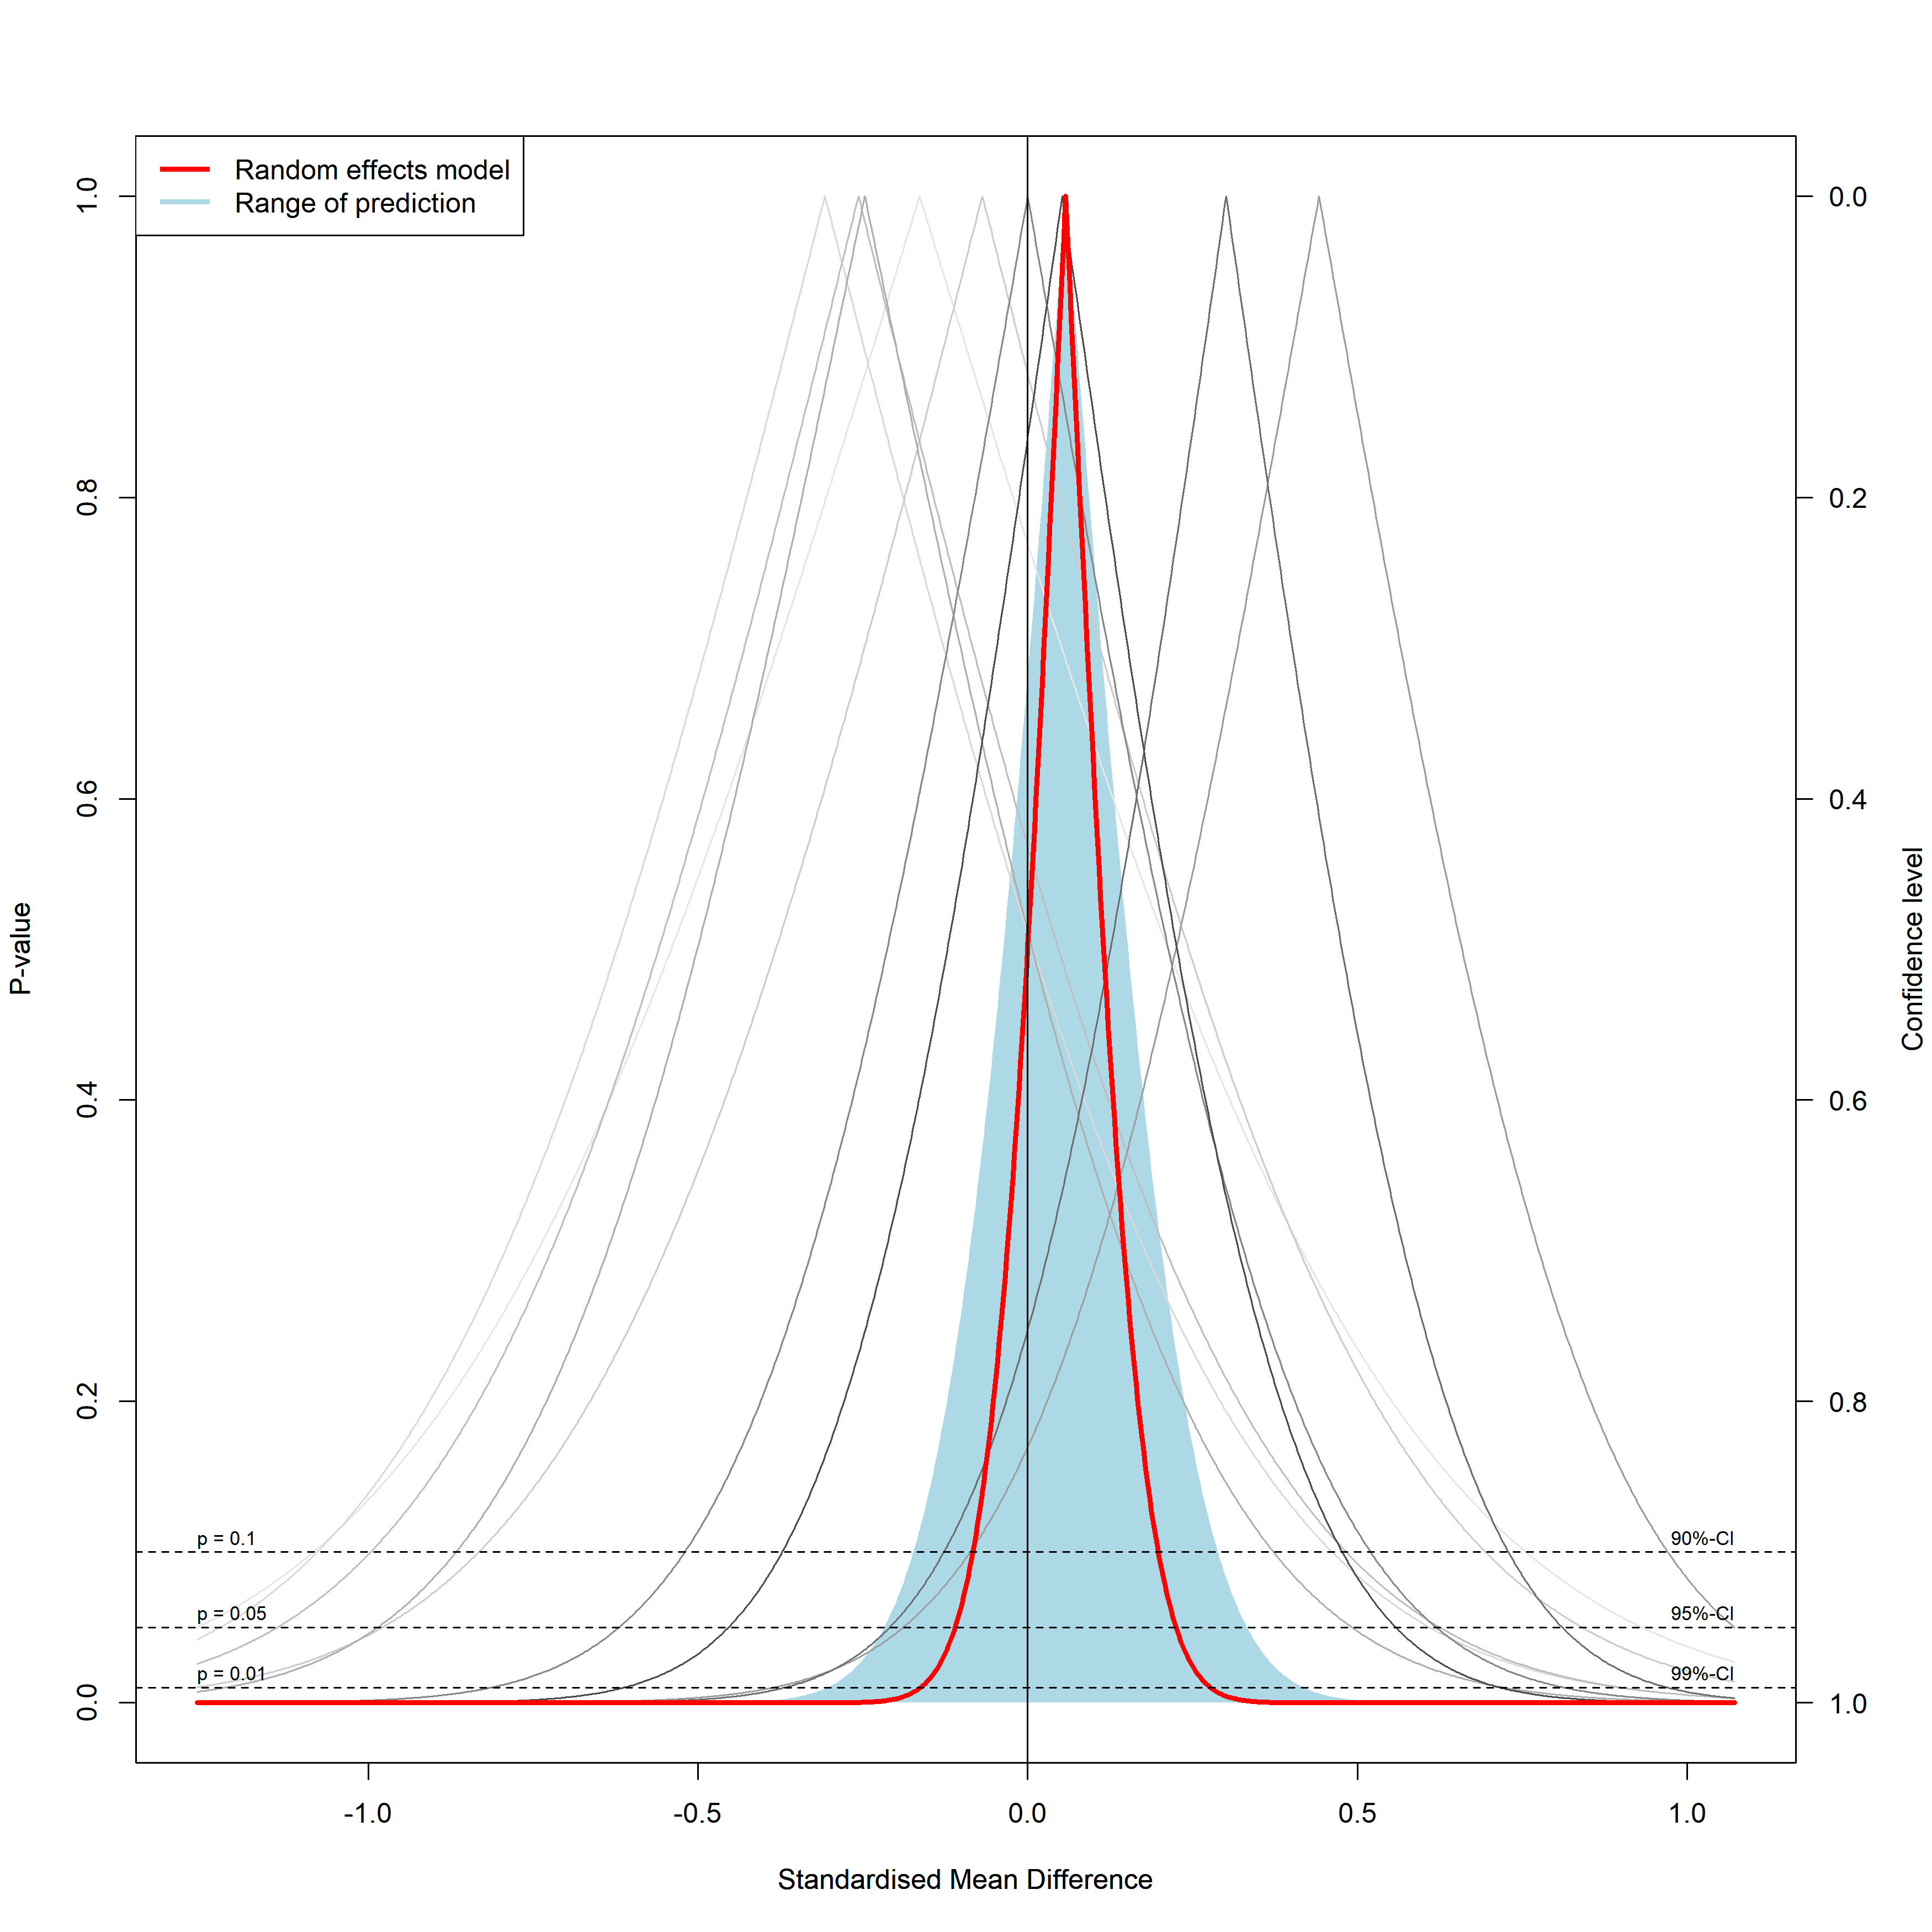 Random effects model
Range of prediction
1.0
0.8
0.6
0.4
0.2
0.0
P-value
0.0
0.2
0.4
0.6
0.8
1.0
Confidence level
p = 0.1
90%-CI
p = 0.05
95%-CI
p = 0.01
99%-CI
-1.0
-0.5
0.0
0.5
1.0
Standardised Mean Difference